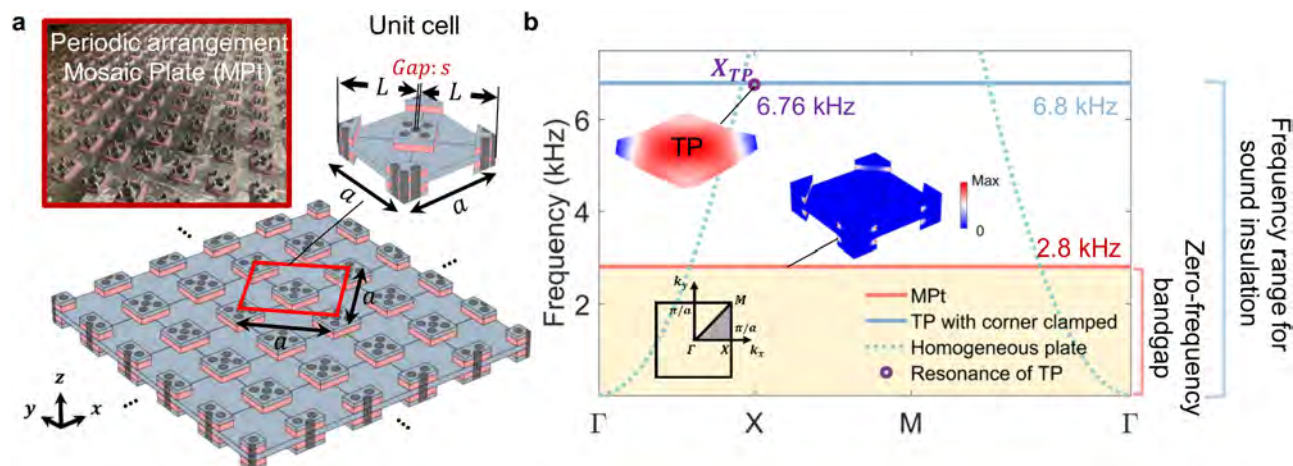 a
Periodic arrangement
Mosaic Plate (MPt)
Unit cell
Gap: s
L
L
a
a
a
a
z
y
x
b
Frequency (kHz)
6
4
2
X_TP
6.76 kHz
6.8 kHz
TP
Max
0
2.8 kHz
k_y
π/a
M
π/a
Γ
X
k_x
MPt
TP with corner clamped
Homogeneous plate
Resonance of TP
Γ
X
M
Γ
Zero-frequency
bandgap
Frequency range for
sound insulation